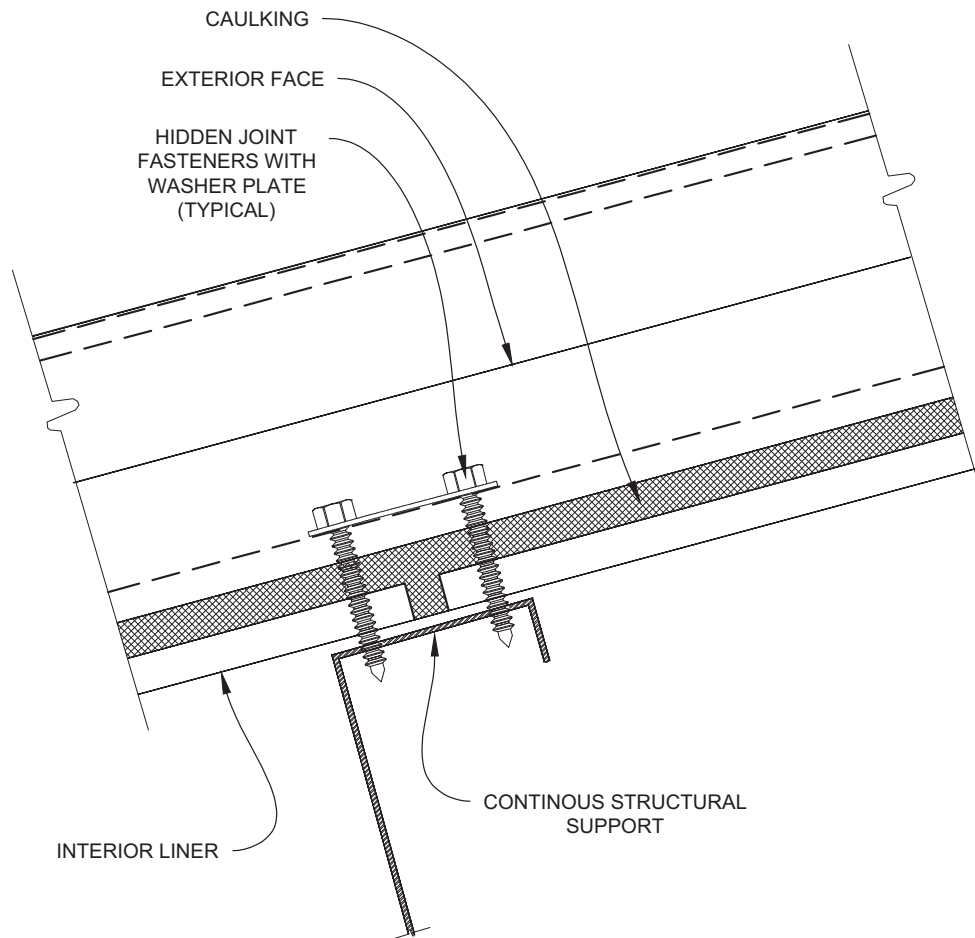 CAULKING
EXTERIOR FACE
HIDDEN JOINT
FASTENERS WITH
WASHER PLATE
(TYPICAL)
CONTINOUS STRUCTURAL
SUPPORT
INTERIOR LINER